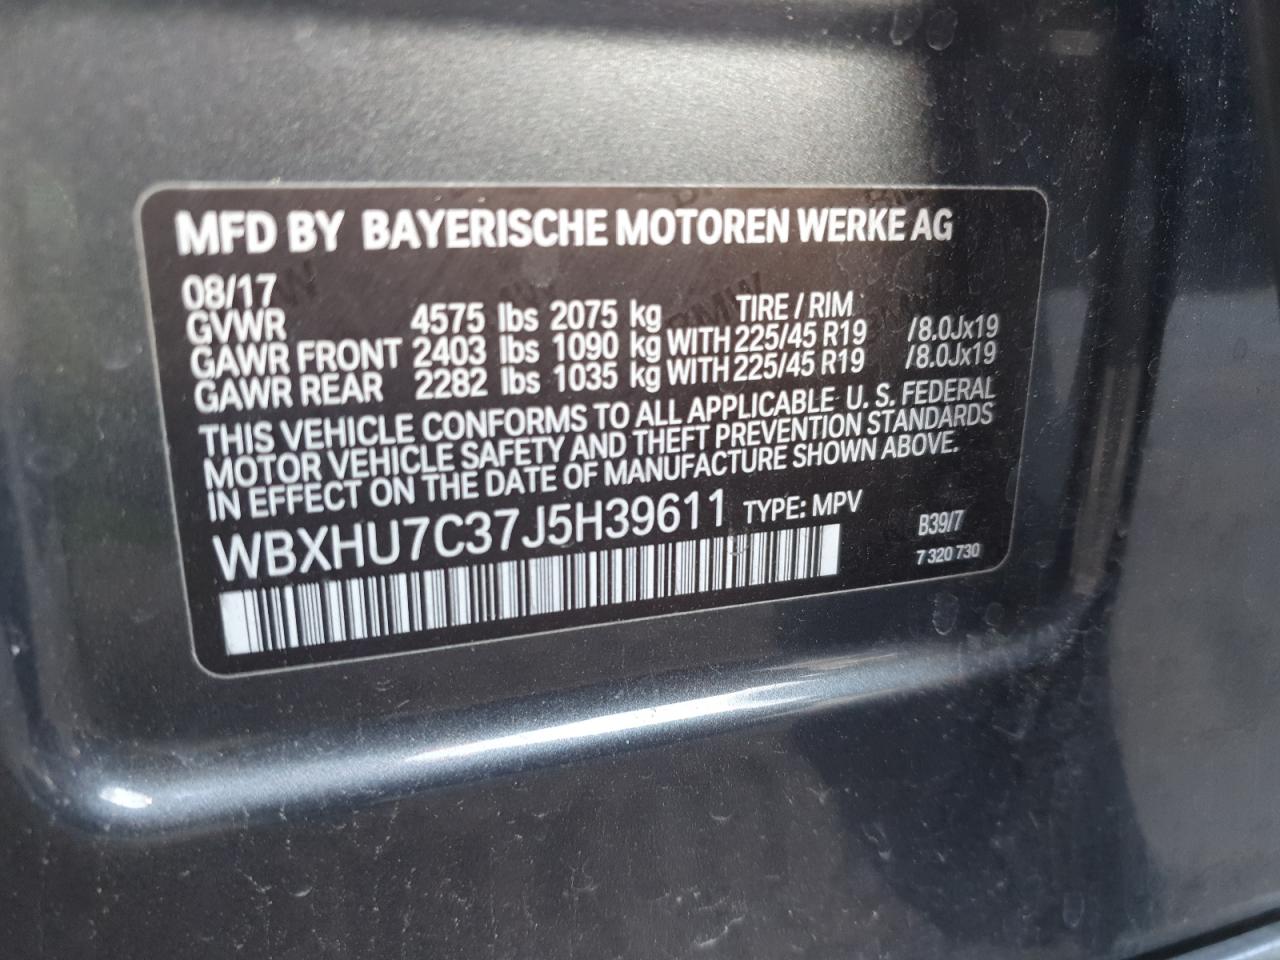 MFD BY BAYERISCHE MOTOREN WERKE AG
08/17
GVWR 4575 lbs 2075 kg TIRE / RIM
GAWR FRONT 2403 lbs 1090 kg WITH 225/45 R19 /8.0Jx19
GAWR REAR 2282 lbs 1035 kg WITH 225/45 R19 /8.0Jx19
THIS VEHICLE CONFORMS TO ALL APPLICABLE U. S. FEDERAL
MOTOR VEHICLE SAFETY AND THEFT PREVENTION STANDARDS
IN EFFECT ON THE DATE OF MANUFACTURE SHOWN ABOVE.
WBXHU7C37J5H39611 TYPE: MPV
B39/7
7 320 730